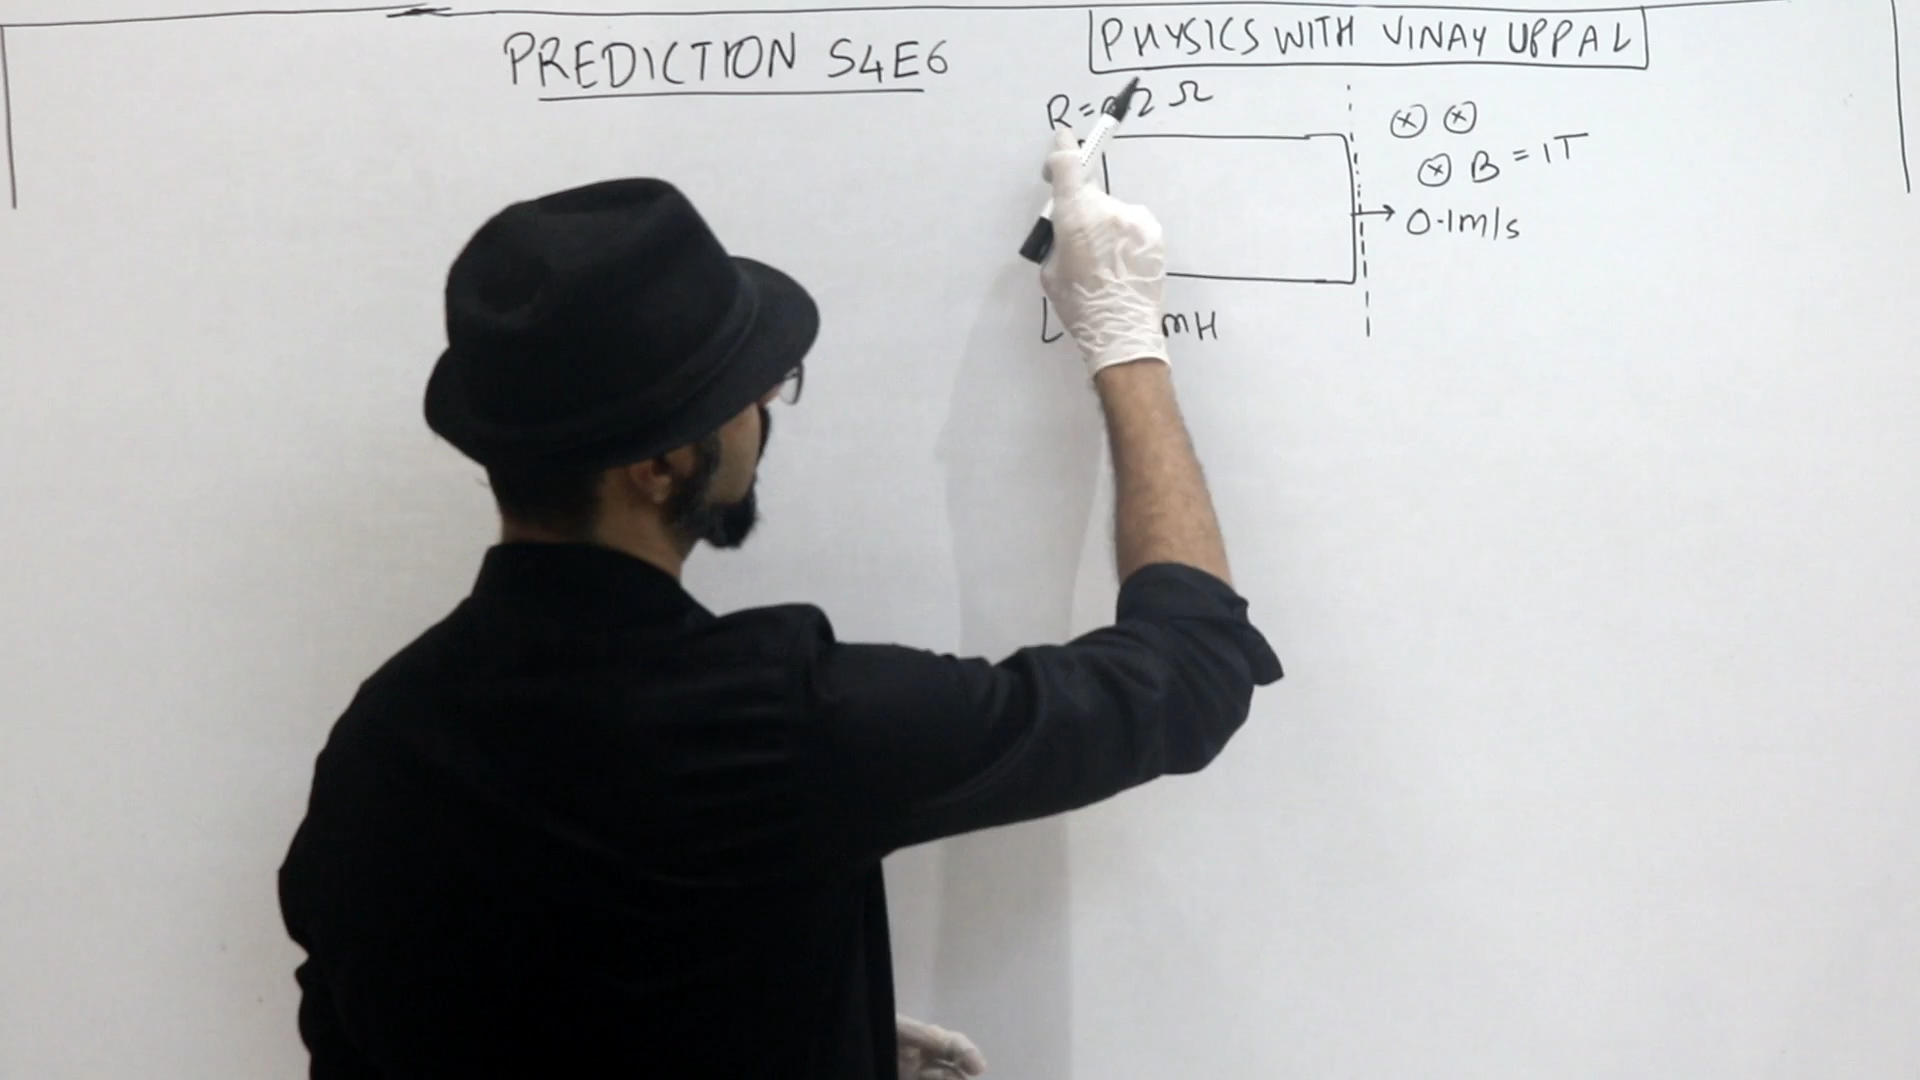 PREDICTION S4E6
PHYSICS WITH VINAY UPPAL
R = Ω
B = 1T
0.1m/s
L mH